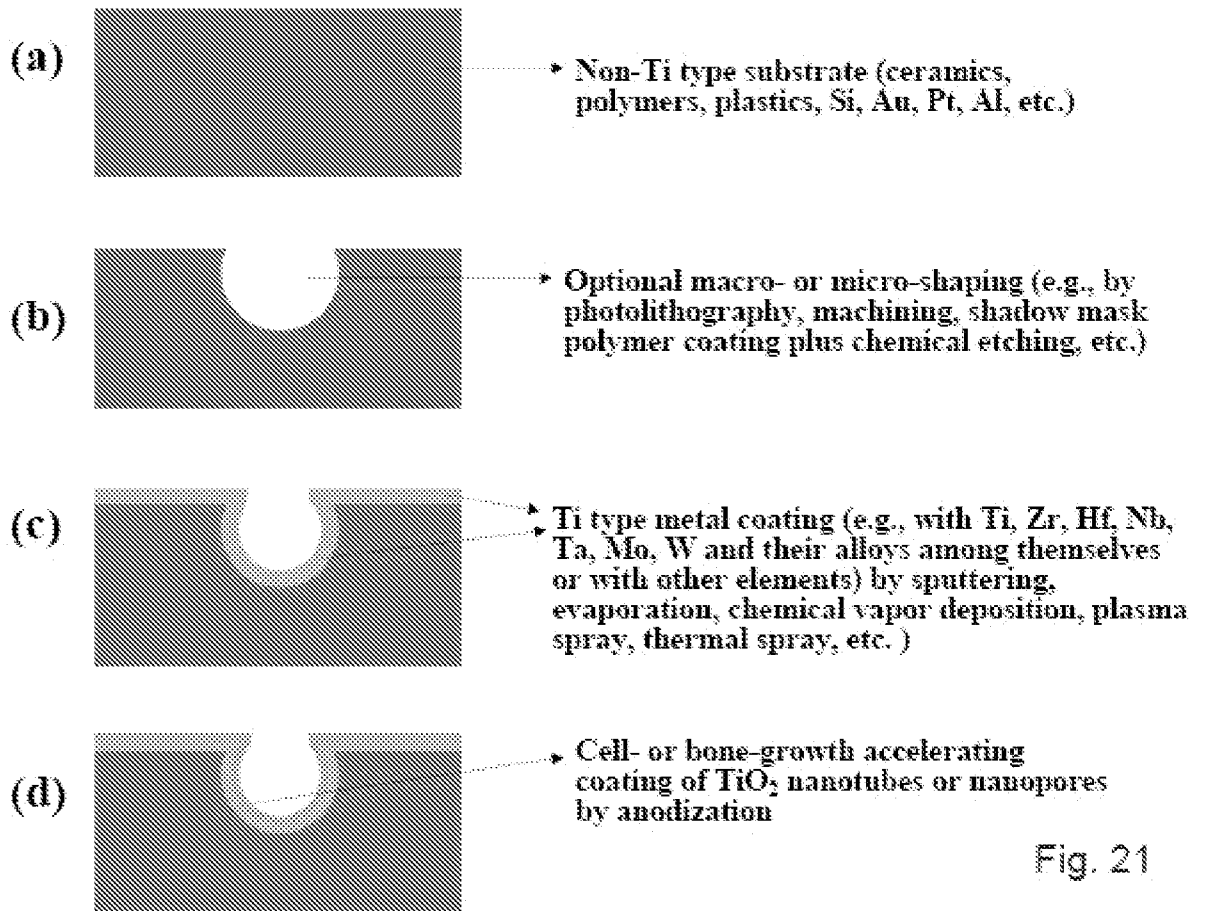 (a)
Non-Ti type substrate (ceramics,
polymers, plastics, Si, Au, Pt, Al, etc.)
(b)
Optional macro- or micro-shaping (e.g., by
photolithography, machining, shadow mask
polymer coating plus chemical etching, etc.)
(c)
Ti type metal coating (e.g., with Ti, Zr, Hf, Nb,
Ta, Mo, W and their alloys among themselves
or with other elements) by sputtering,
evaporation, chemical vapor deposition, plasma
spray, thermal spray, etc. )
(d)
Cell- or bone-growth accelerating
coating of TiO₂ nanotubes or nanopores
by anodization
Fig. 21